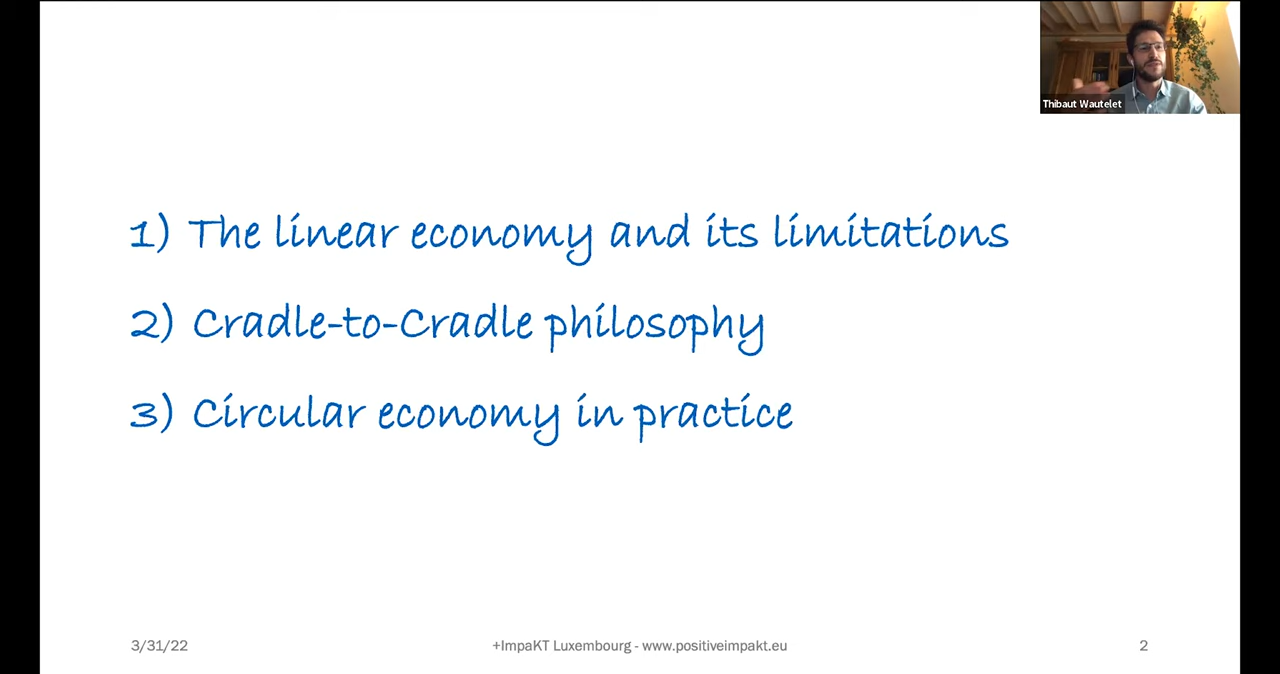 Thibaut Wautelet
1) The linear economy and its limitations
2) Cradle-to-Cradle philosophy
3) Circular economy in practice
3/31/22
+ImpaKT Luxembourg - www.positiveimpakt.eu
2